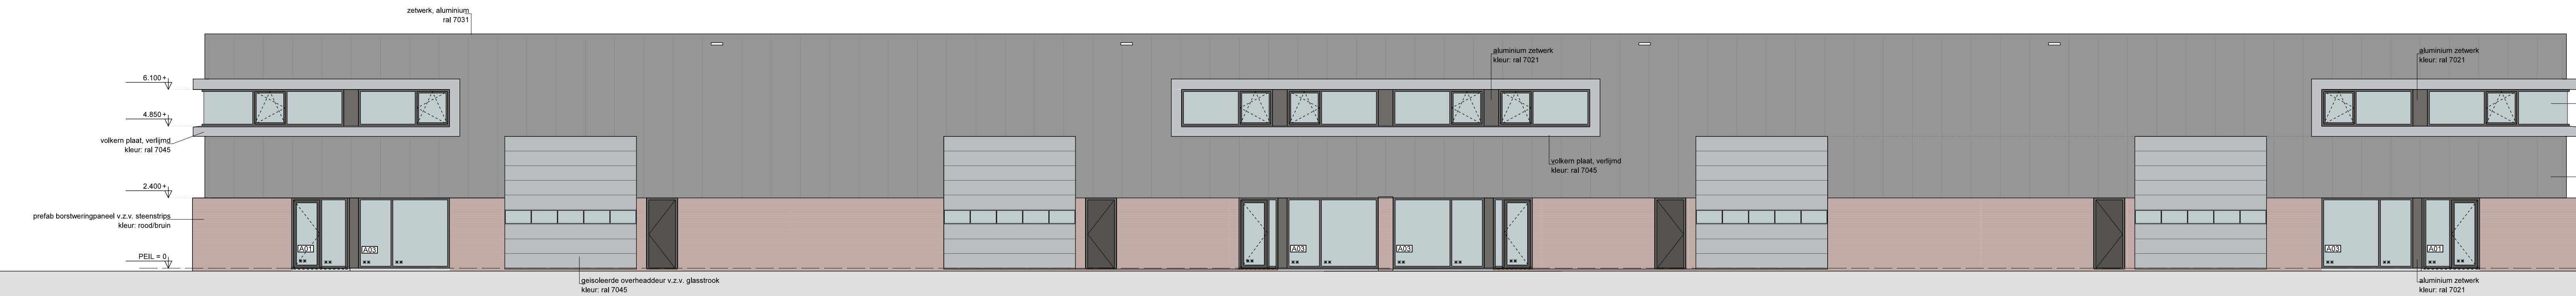 zetwerk, aluminium
ral 7031
aluminium zetwerk
kleur: ral 7021
aluminium zetwerk
kleur: ral 7021
6.100+
4.850+
volkern plaat, verlijmd
kleur: ral 7045
volkern plaat, verlijmd
kleur: ral 7045
2.400+
prefab borstweringpaneel v.z.v. steenstrips
kleur: rood/bruin
A01
A03
A03
A03
A03
A01
PEIL = 0
geisoleerde overheaddeur v.z.v. glasstrook
kleur: ral 7045
aluminium zetwerk
kleur: ral 7021